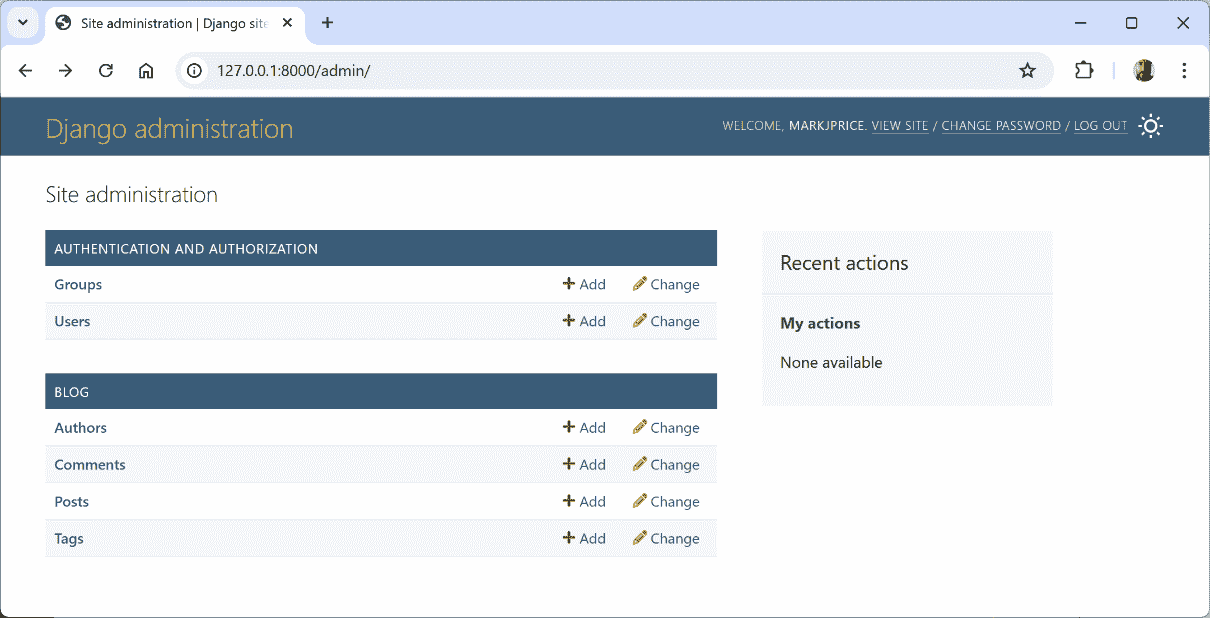 Site administration | Django site
127.0.0.1:8000/admin/
Django administration
WELCOME, MARKJPRICE. VIEW SITE / CHANGE PASSWORD / LOG OUT
Site administration
AUTHENTICATION AND AUTHORIZATION
Groups Add Change
Users Add Change
BLOG
Authors Add Change
Comments Add Change
Posts Add Change
Tags Add Change
Recent actions
My actions
None available